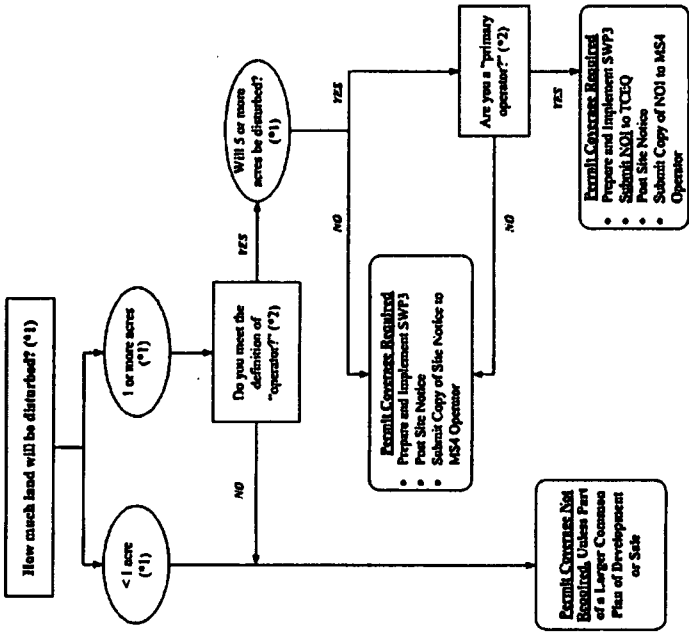 How much land will be disturbed? (*1)
< 1 acre
(*1)
1 or more acres
(*1)
Do you meet the
definition of
"operator?" (*2)
NO
YES
Will 5 or more
acres be disturbed?
(*1)
NO
YES
Are you a "primary
operator?" (*2)
NO
YES
Permit Coverage Required
• Prepare and Implement SWP3
• Post Site Notice
• Submit Copy of Site Notice to
MS4 Operator
Permit Coverage Not
Required, Unless Part
of a Larger Common
Plan of Development
or Sale
Permit Coverage Required
• Prepare and Implement SWP3
• Submit NOI to TCEQ
• Post Site Notice
• Submit Copy of NOI to MS4
Operator